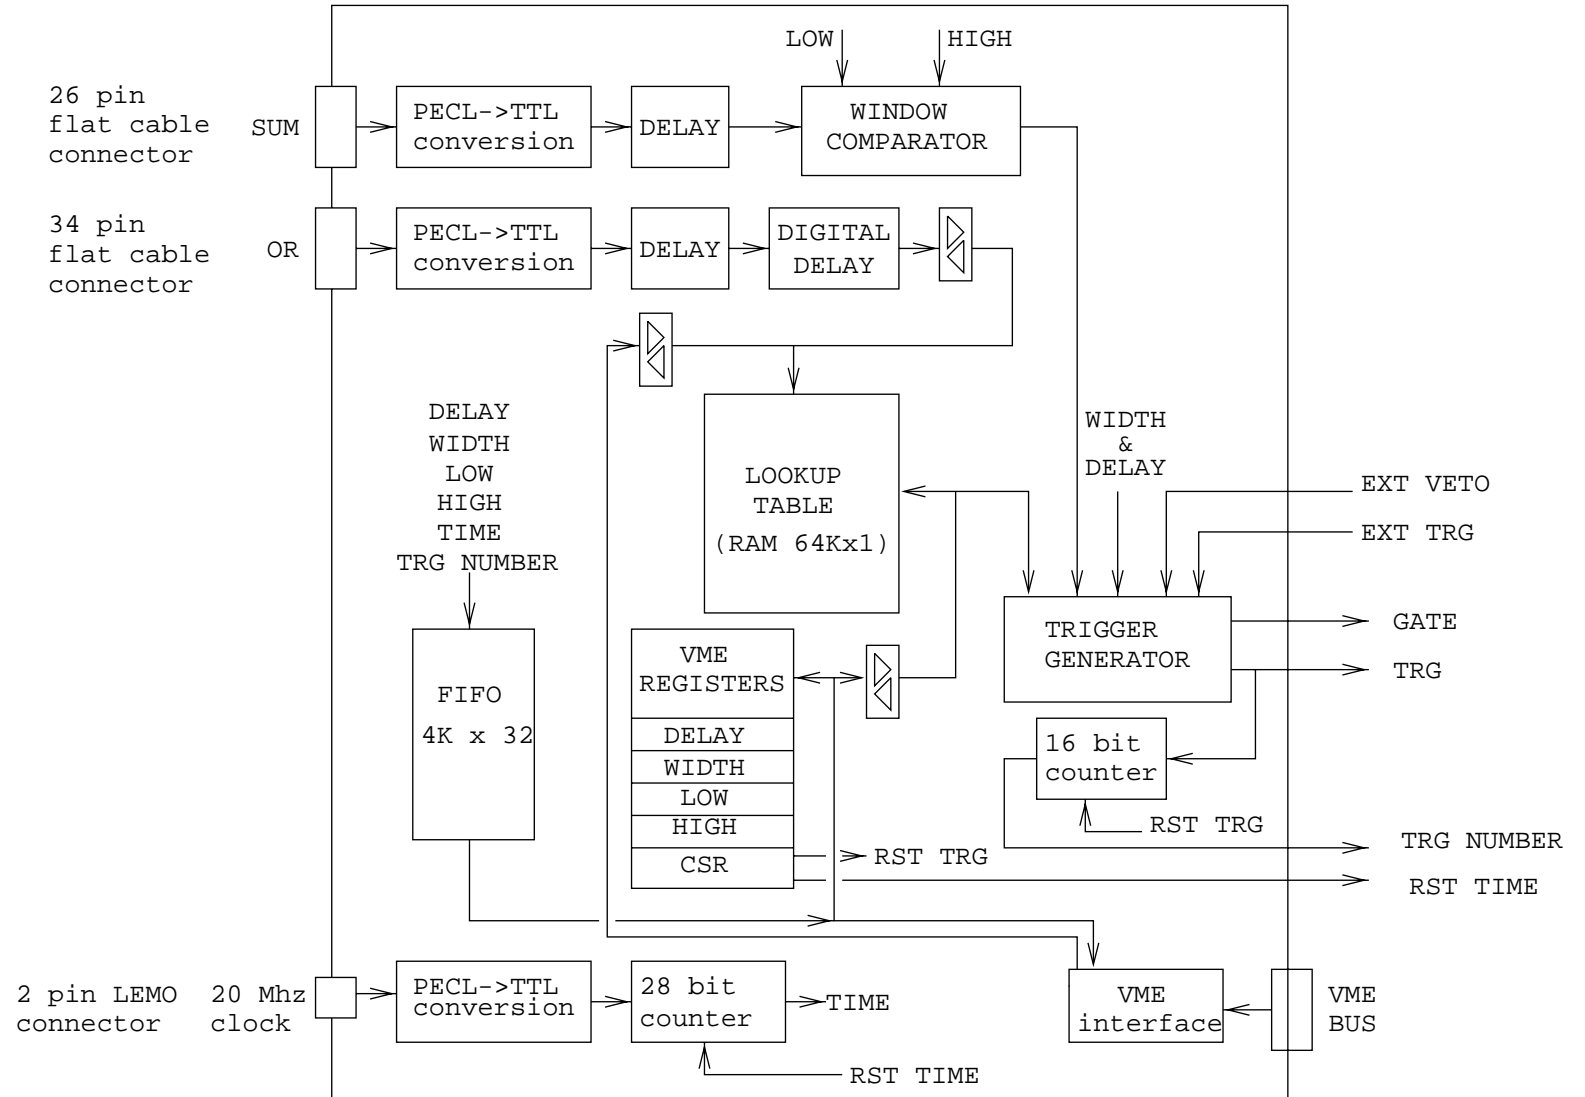 LOW
HIGH
26 pin
flat cable
connector
SUM
PECL->TTL
conversion
DELAY
WINDOW
COMPARATOR
34 pin
flat cable
connector
OR
PECL->TTL
conversion
DELAY
DIGITAL
DELAY
DELAY
WIDTH
LOW
HIGH
TIME
TRG NUMBER
LOOKUP
TABLE
(RAM 64Kx1)
WIDTH
&
DELAY
EXT VETO
EXT TRG
FIFO
4K x 32
VME
REGISTERS
DELAY
WIDTH
LOW
HIGH
CSR
TRIGGER
GENERATOR
GATE
TRG
16 bit
counter
RST TRG
RST TRG
TRG NUMBER
RST TIME
2 pin LEMO
connector
20 Mhz
clock
PECL->TTL
conversion
28 bit
counter
TIME
RST TIME
VME
interface
VME
BUS